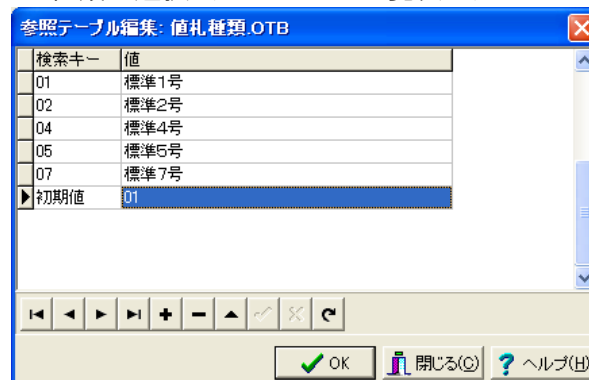 参照テーブル編集: 値札種類.OTB
検索キー 値
01 標準1号
02 標準2号
04 標準4号
05 標準5号
07 標準7号
初期値 01
OK 閉じる(C) ヘルプ(H)